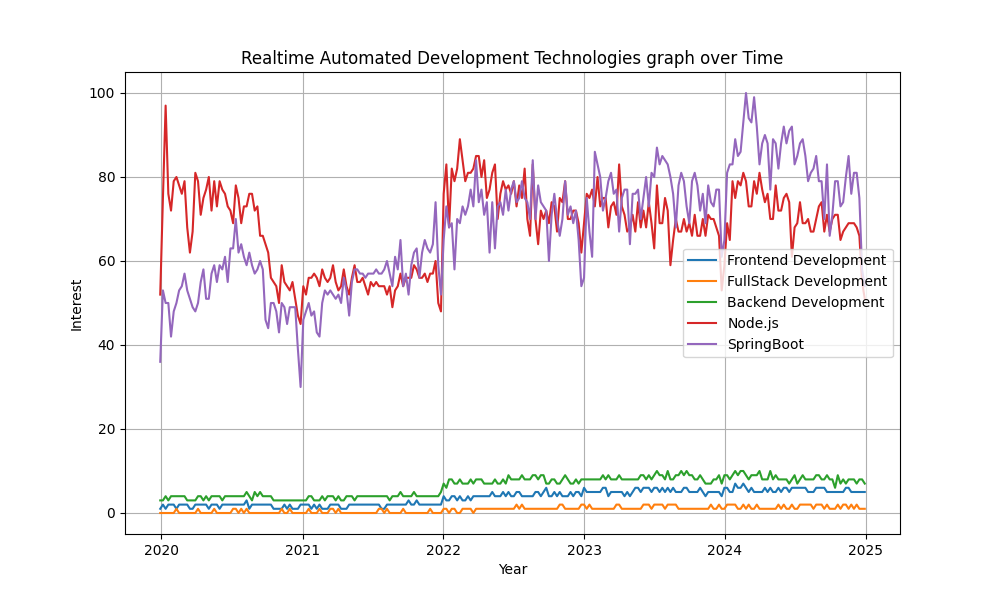 Realtime Automated Development Technologies graph over Time
100
80
60
40
20
0
Interest
Frontend Development
FullStack Development
Backend Development
Node.js
SpringBoot
2020
2021
2022
2023
2024
2025
Year